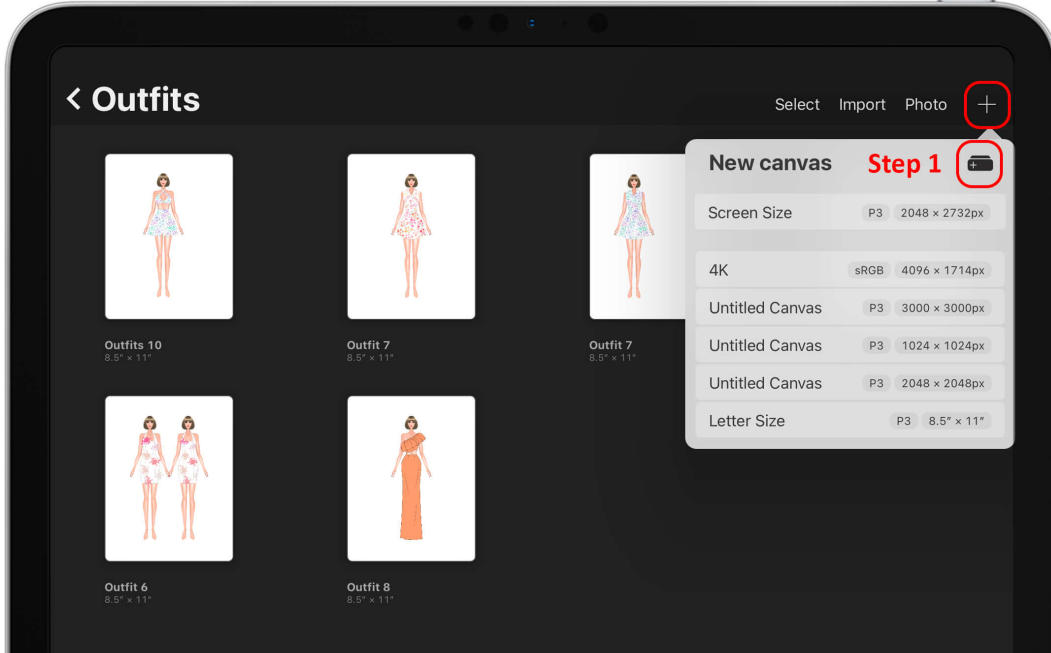 Outfits
Select Import Photo
New canvas Step 1
Screen Size P3 2048 × 2732px
4K sRGB 4096 × 1714px
Untitled Canvas P3 3000 × 3000px
Untitled Canvas P3 1024 × 1024px
Untitled Canvas P3 2048 × 2048px
Letter Size P3 8.5" × 11"
Outfits 10
8.5" × 11"
Outfit 7
8.5" × 11"
Outfit 7
8.5" × 11"
Outfit 6
8.5" × 11"
Outfit 8
8.5" × 11"